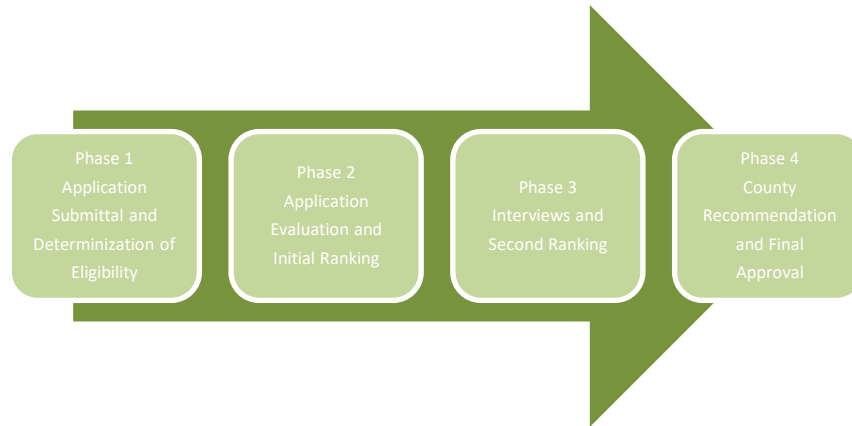 Phase 1
Application
Submittal and
Determinization of
Eligibility
Phase 2
Application
Evaluation and
Initial Ranking
Phase 3
Interviews and
Second Ranking
Phase 4
County
Recommendation
and Final
Approval